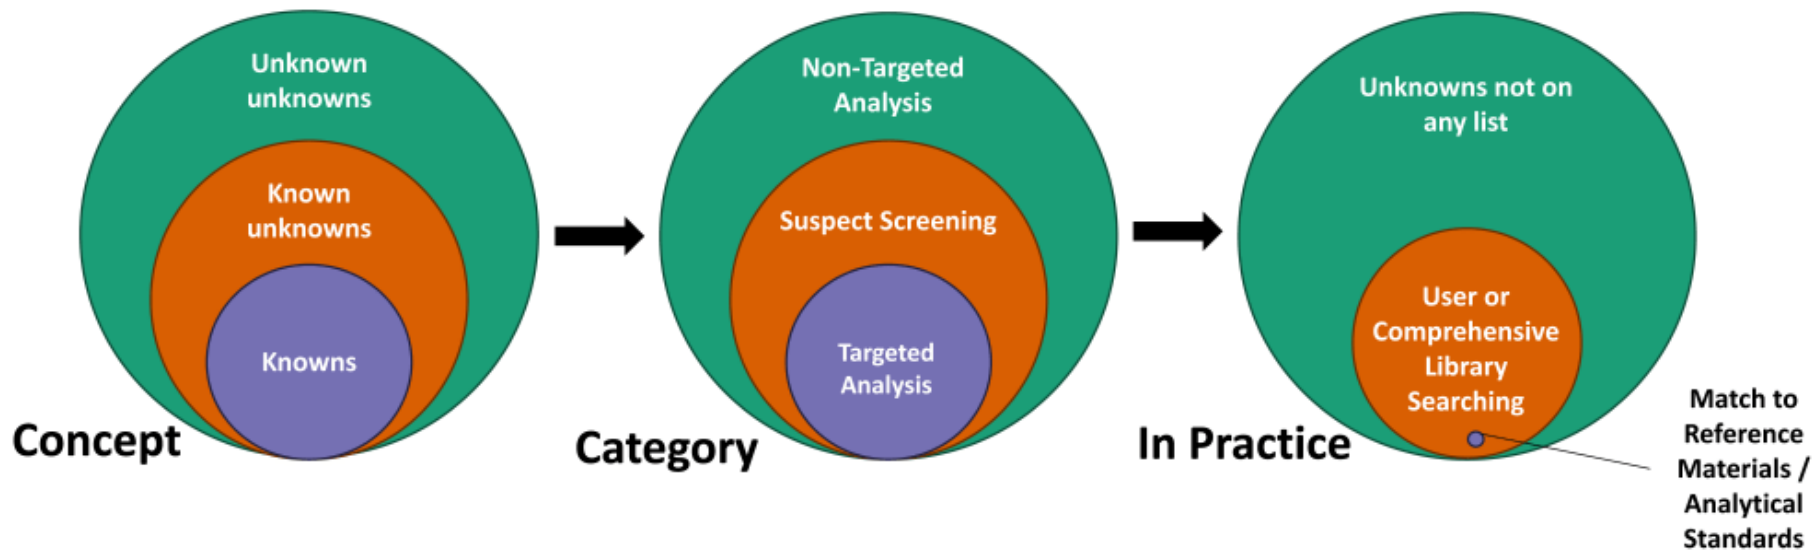 Unknown
unknowns
Known
unknowns
Knowns
Concept
Non-Targeted
Analysis
Suspect Screening
Targeted
Analysis
Category
Unknowns not on
any list
User or
Comprehensive
Library
Searching
In Practice
Match to
Reference
Materials /
Analytical
Standards